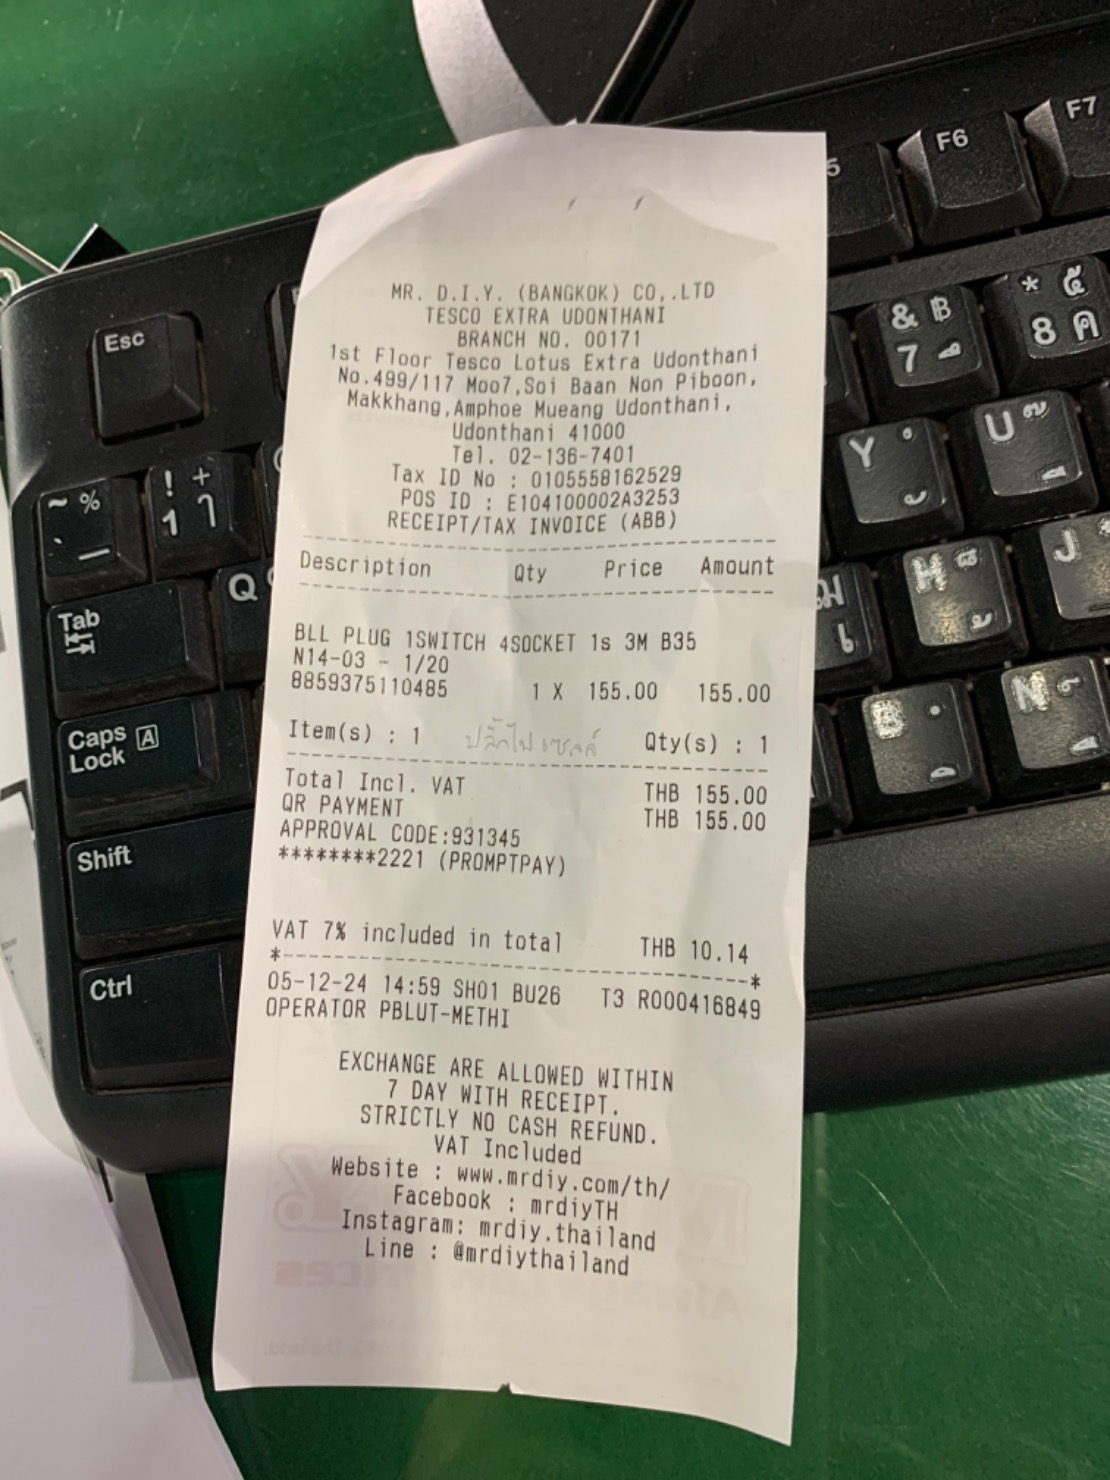 MR. D.I.Y. (BANGKOK) CO,.LTD
TESCO EXTRA UDONTHANI
BRANCH NO. 00171
1st Floor Tesco Lotus Extra Udonthani
No.499/117 Moo7,Soi Baan Non Piboon,
Makkhang,Amphoe Mueang Udonthani,
Udonthani 41000
Tel. 02-136-7401
Tax ID No : 0105558162529
POS ID : E104100002A3253
RECEIPT/TAX INVOICE (ABB)
Description Qty Price Amount
BLL PLUG 1SWITCH 4SOCKET 1s 3M B35
N14-03 - 1/20
8859375110485 1 X 155.00 155.00
Item(s) : 1 ปลั๊กไฟ เซลล์ Qty(s) : 1
Total Incl. VAT THB 155.00
QR PAYMENT THB 155.00
APPROVAL CODE:931345
********2221 (PROMPTPAY)
VAT 7% included in total THB 10.14
*---*
05-12-24 14:59 SH01 BU26 T3 R000416849
OPERATOR PBLUT-METHI
EXCHANGE ARE ALLOWED WITHIN
7 DAY WITH RECEIPT.
STRICTLY NO CASH REFUND.
VAT Included
Website : www.mrdiy.com/th/
Facebook : mrdiyTH
Instagram: mrdiy.thailand
Line : @mrdiythailand
Esc
5 F6 F7
~ % ` _
! + 1 ๅ
& ฿ 7 ึ
* ๕ 8 ค
Tab Q
Y U
Caps Lock A
H J
Shift
B N
Ctrl